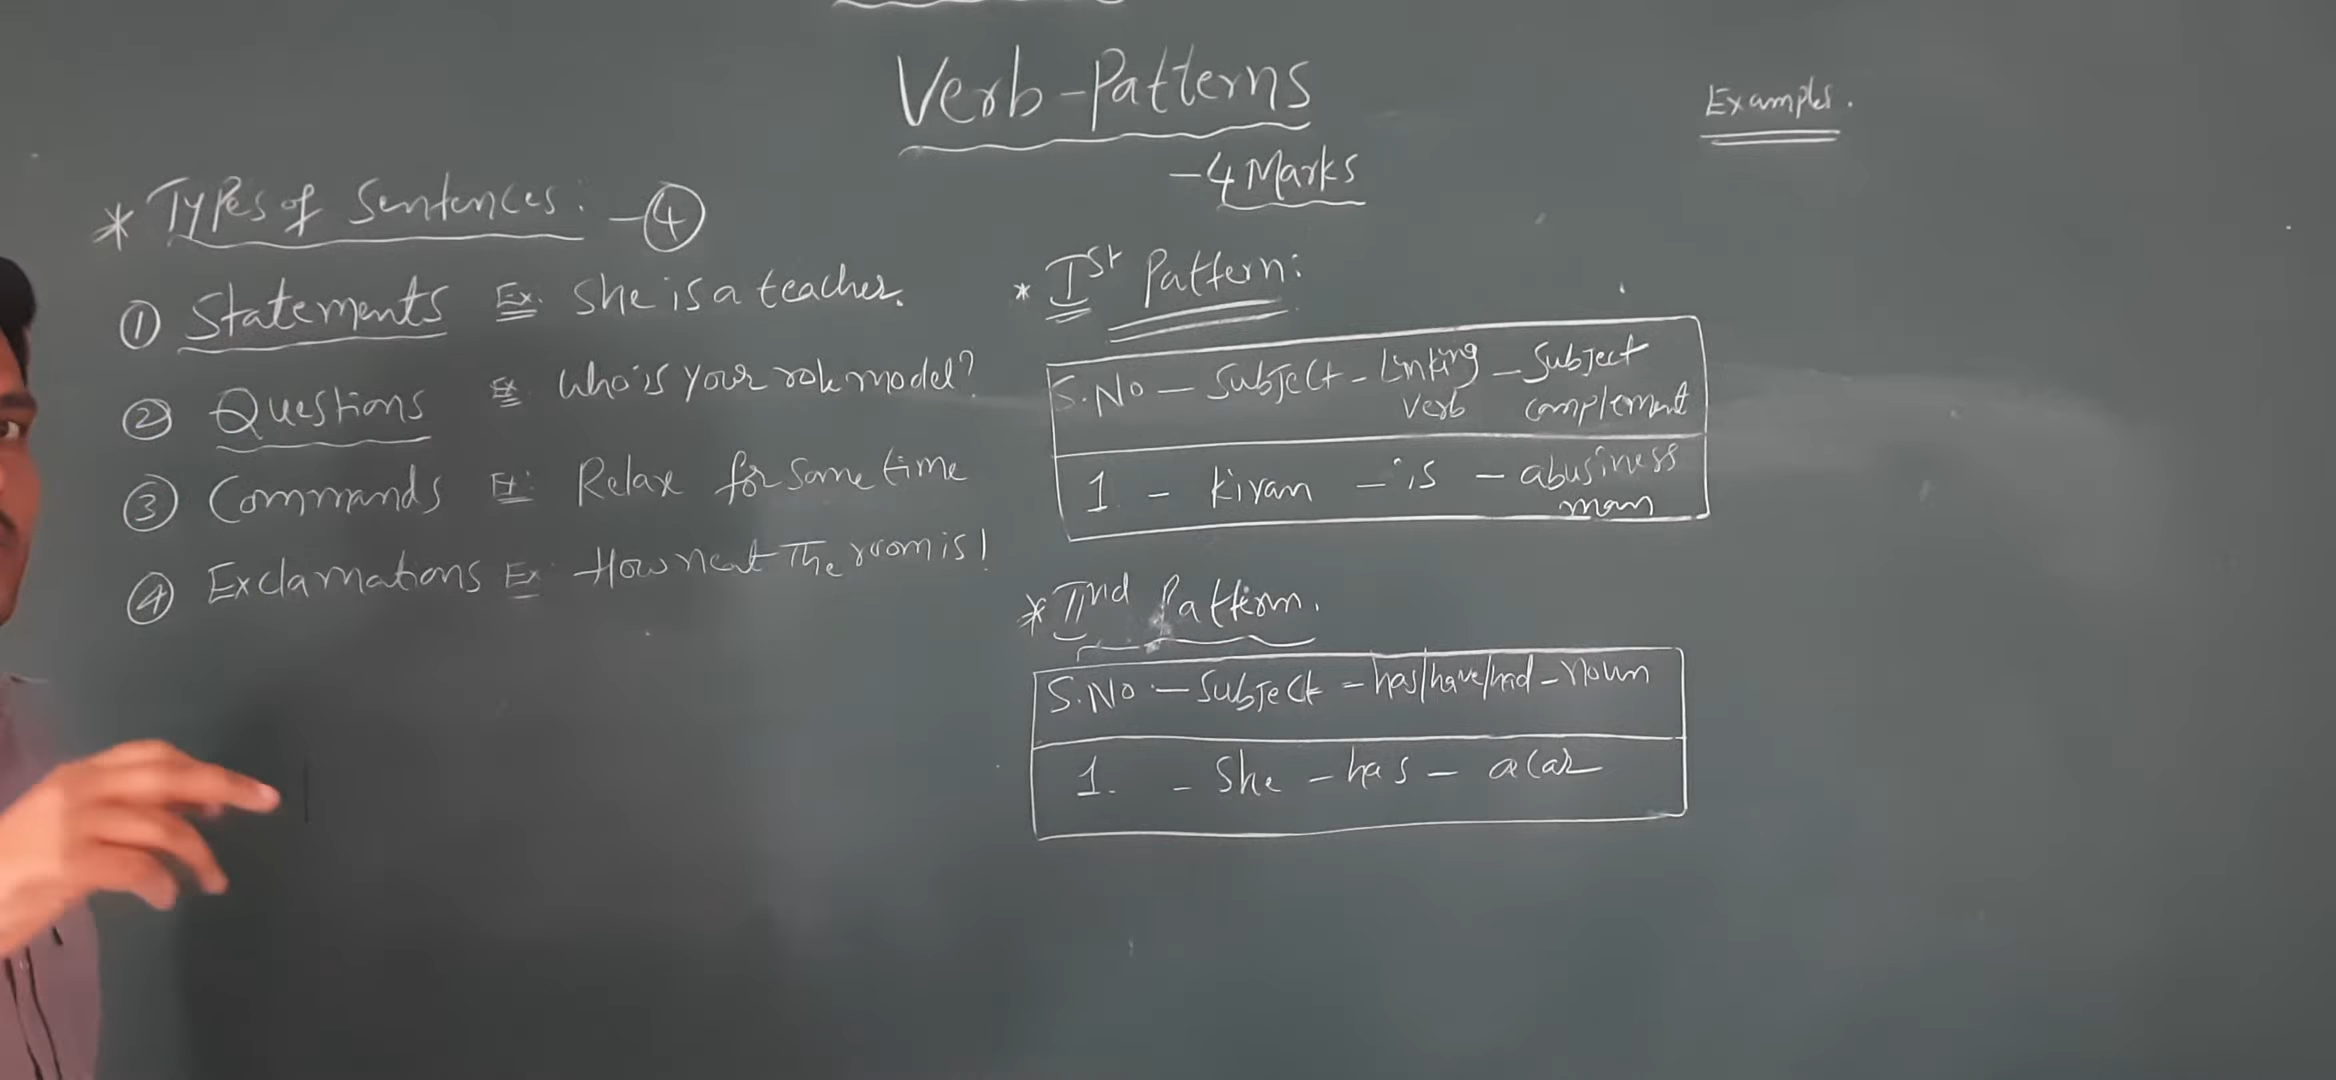 Verb-Patterns
- 4 Marks
Examples.
* Types of Sentences: - 4
1 Statements Ex. She is a teacher.
2 Questions Ex Who is your role model?
3 Commands Ex: Relax for some time
4 Exclamations Ex How neat The room is!
* Ist Pattern:
S.No - Subject - Linking verb - Subject complement
1 - Kiran - is - a business man
* IInd Pattern.
S.No - Subject - has/have/had - Noun
1. - She - has - a car